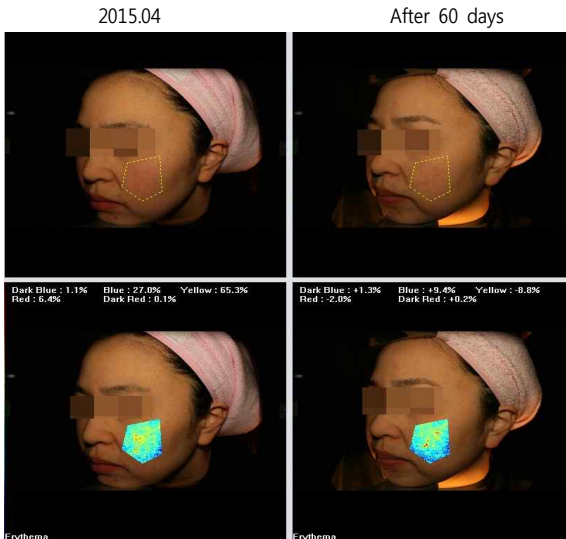 2015.04
After 60 days
Dark Blue : 1.1% Blue : 27.0% Yellow : 65.3%
Red : 6.4% Dark Red : 0.1%
Dark Blue : +1.3% Blue : +9.4% Yellow : -8.8%
Red : -2.0% Dark Red : +0.2%
Erythema
Erythema